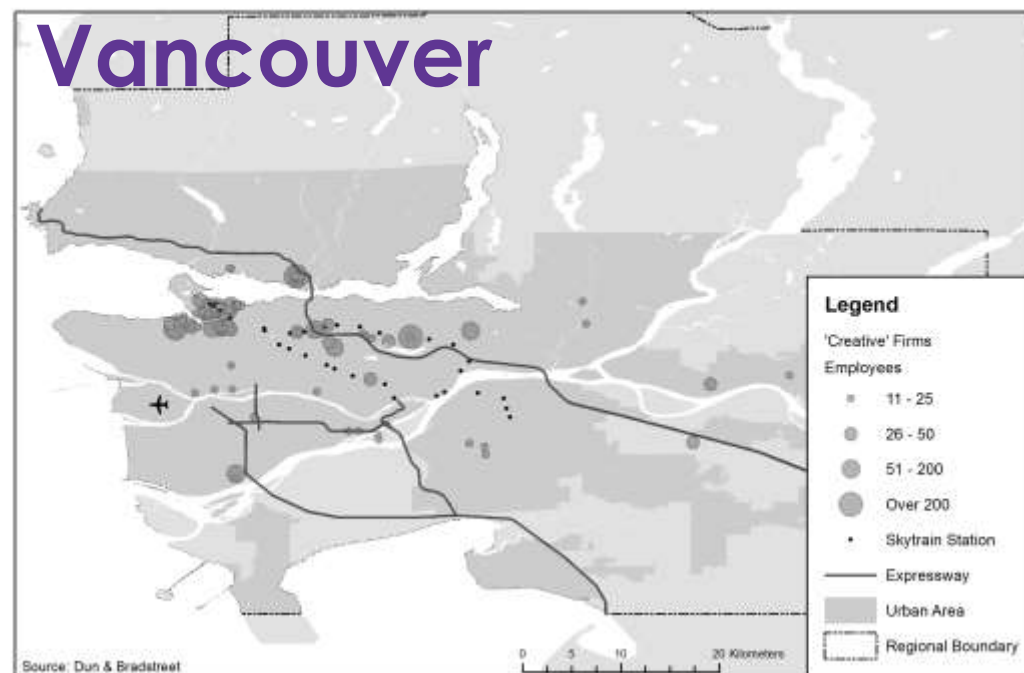 Vancouver
Legend
'Creative' Firms
Employees
11 - 25
26 - 50
51 - 200
Over 200
Skytrain Station
Expressway
Urban Area
Regional Boundary
0 5 10 20 Kilometers
Source: Dun & Bradstreet